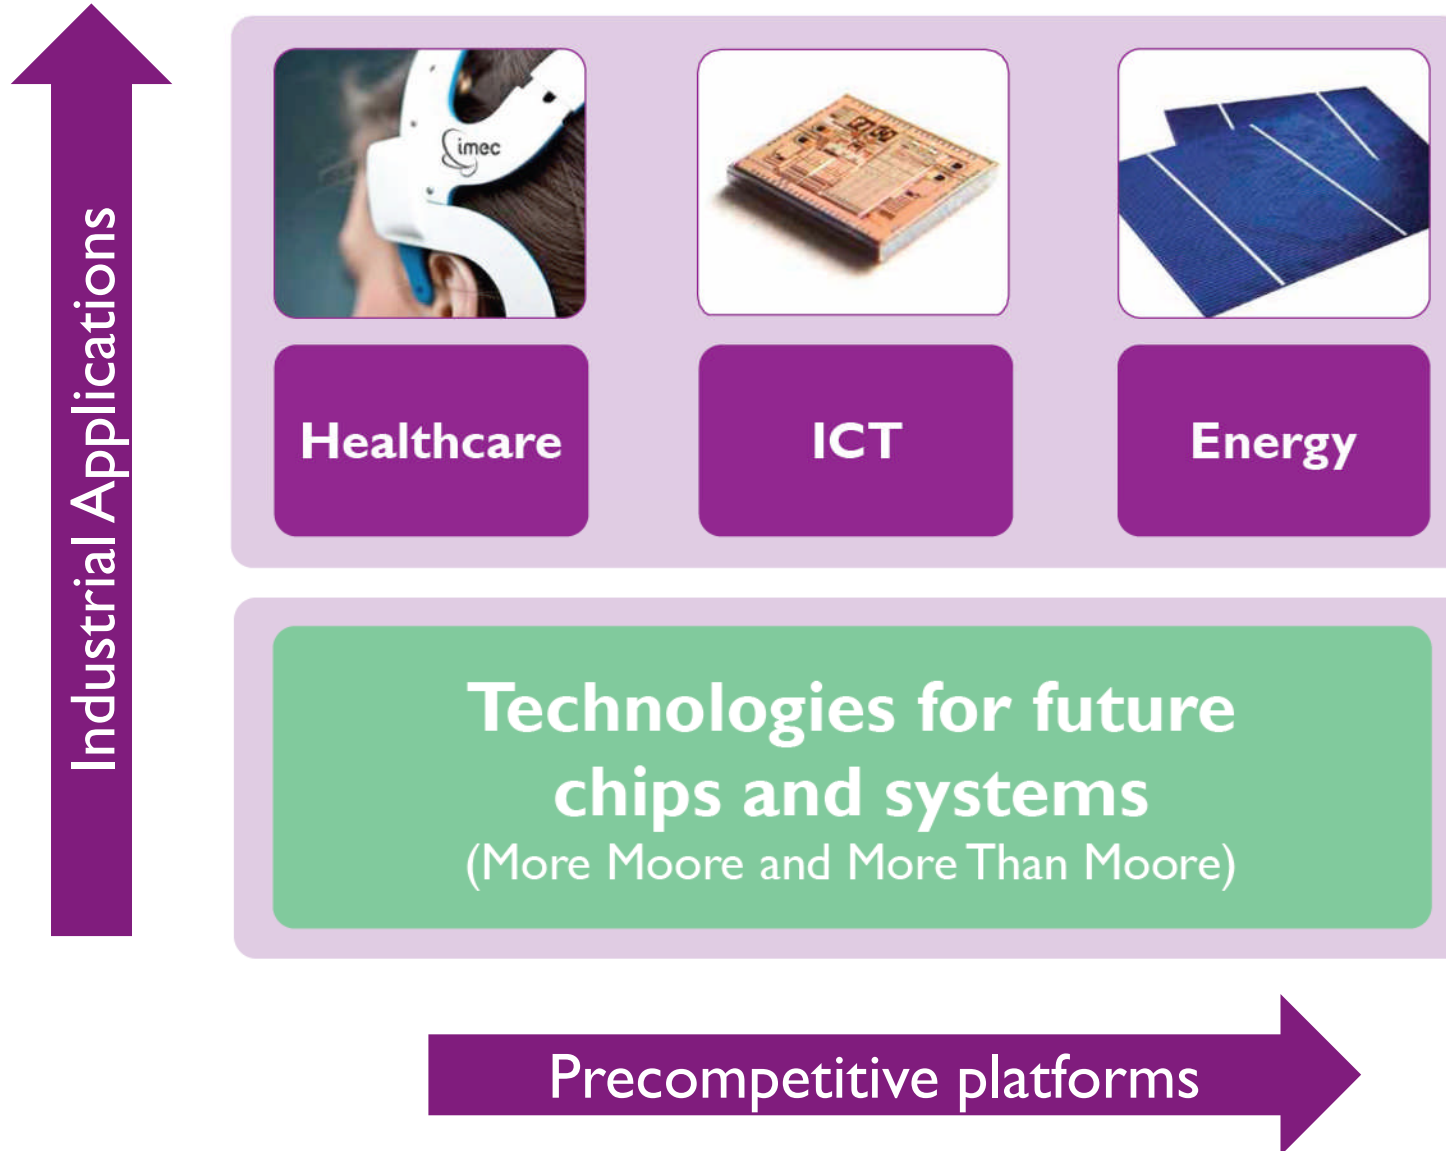 Industrial Applications
imec
Healthcare
ICT
Energy
Technologies for future
chips and systems
(More Moore and More Than Moore)
Precompetitive platforms